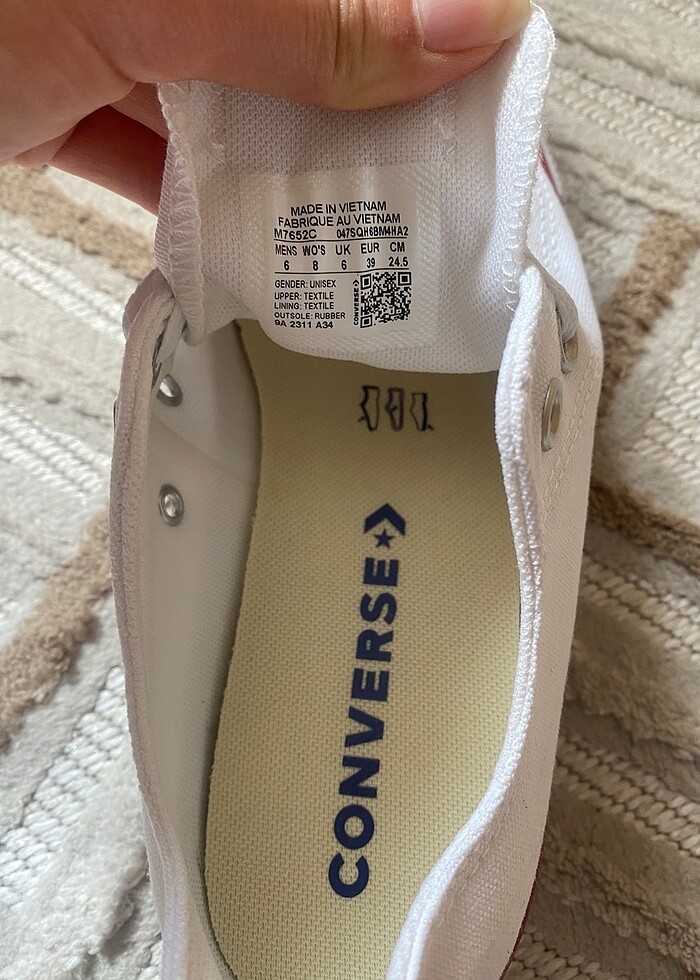 MADE IN VIETNAM
FABRIQUE AU VIETNAM
M7652C 047SQH6BM4HA2
MENS WO'S UK EUR CM
6 8 6 39 24.5
GENDER: UNISEX
UPPER: TEXTILE
LINING: TEXTILE
OUTSOLE: RUBBER
9A 2311 A34
CONVERSE
CONVERSE